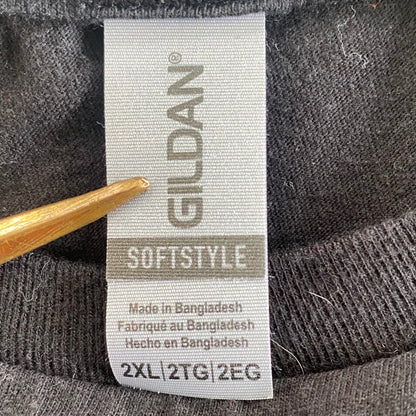 GILDAN®
SOFTSTYLE
Made in Bangladesh
Fabriqué au Bangladesh
Hecho en Bangladesh
2XL|2TG|2EG